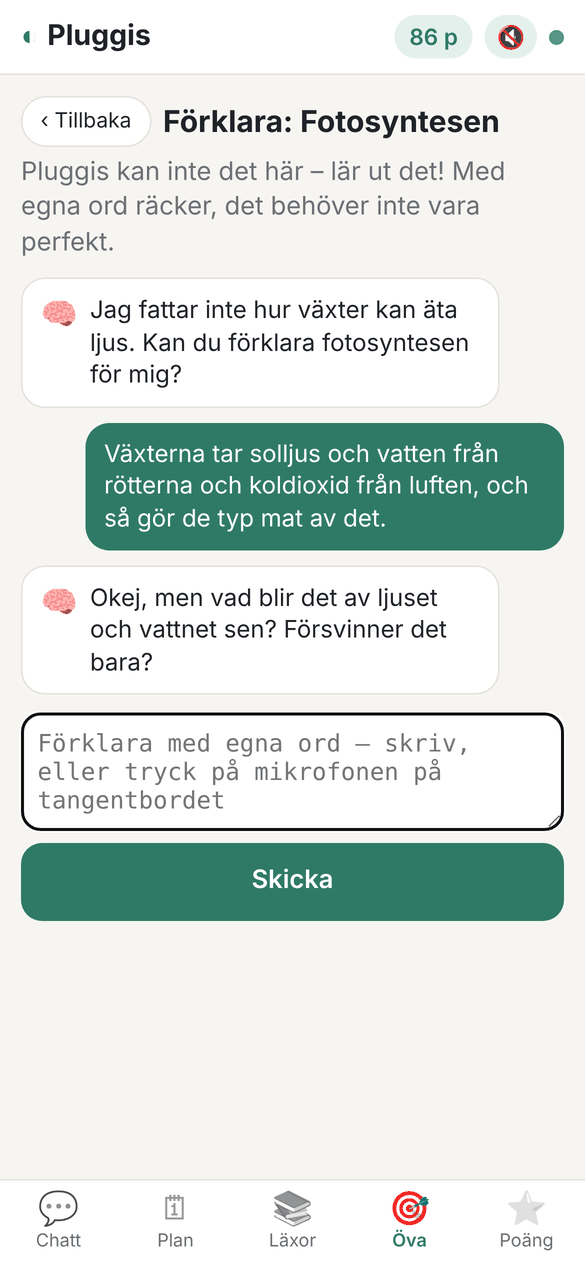 Pluggis
86 p
‹ Tillbaka
Förklara: Fotosyntesen
Pluggis kan inte det här – lär ut det! Med
egna ord räcker, det behöver inte vara
perfekt.
Jag fattar inte hur växter kan äta
ljus. Kan du förklara fotosyntesen
för mig?
Växterna tar solljus och vatten från
rötterna och koldioxid från luften, och
så gör de typ mat av det.
Okej, men vad blir det av ljuset
och vattnet sen? Försvinner det
bara?
Förklara med egna ord – skriv,
eller tryck på mikrofonen på
tangentbordet
Skicka
1
Chatt
Plan
Läxor
Öva
Poäng